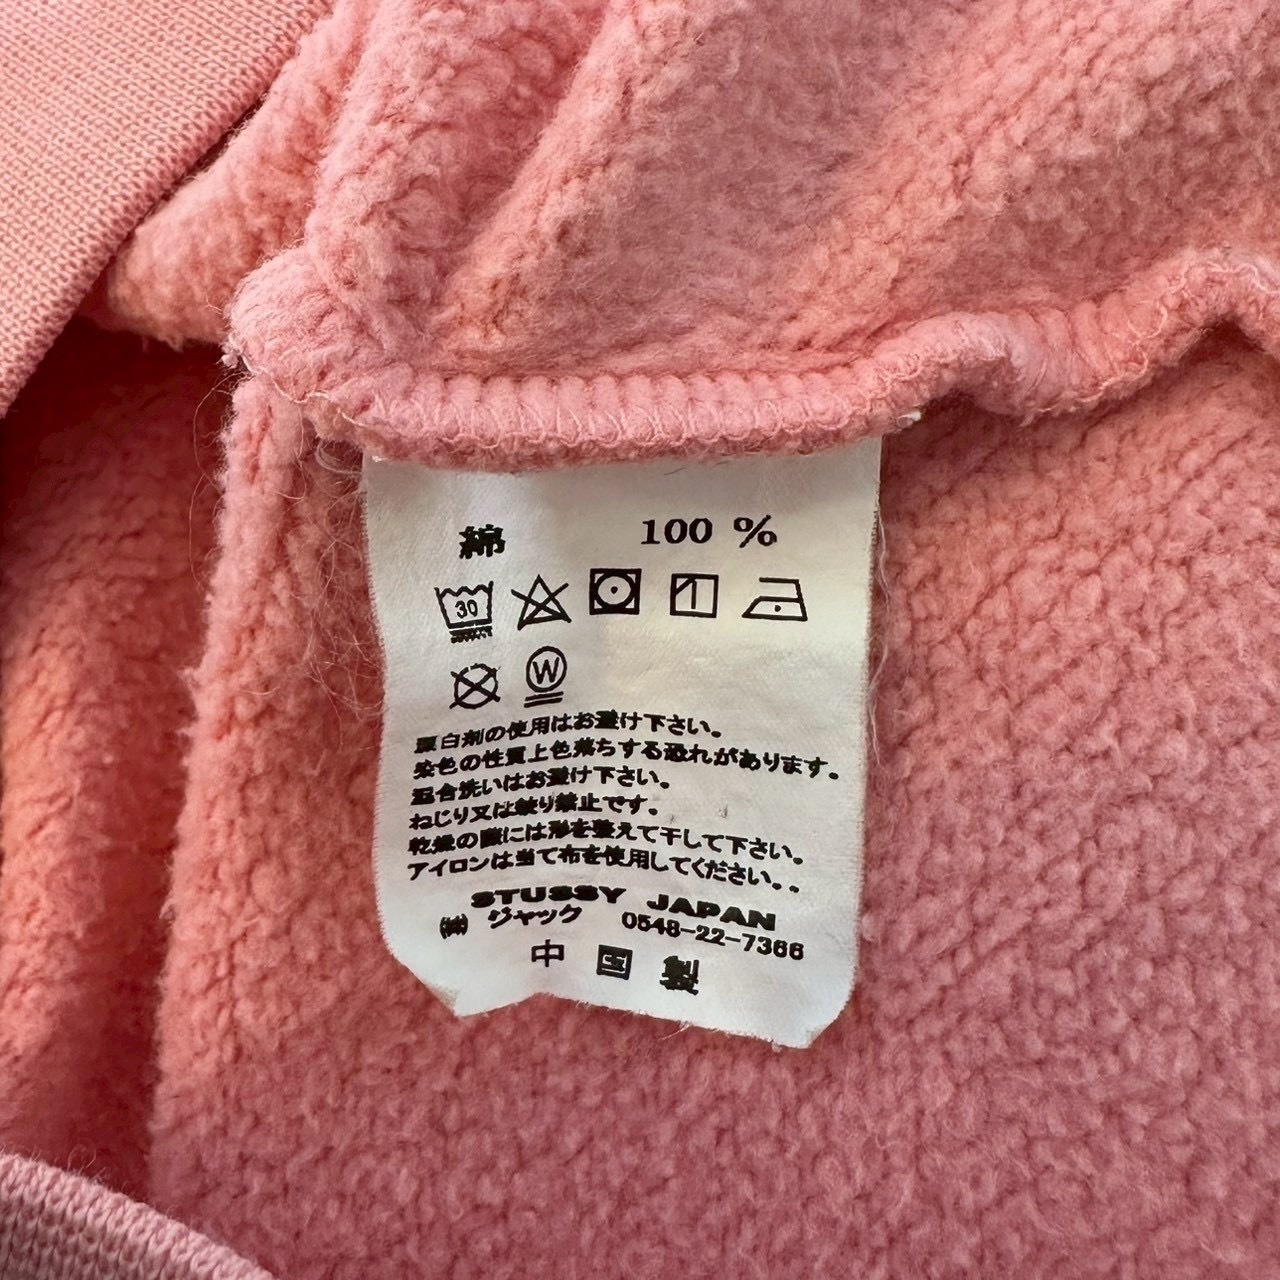 綿 100 %
30
W
漂白剤の使用はお避け下さい。
染色の性質上色落ちする恐れがあります。
混合洗いはお避け下さい。
ねじり又は絞り禁止です。
乾燥の際には形を整えて干して下さい。
アイロンは当て布を使用してください。。
STUSSY JAPAN
㈱ ジャック 0548-22-7366
中国製